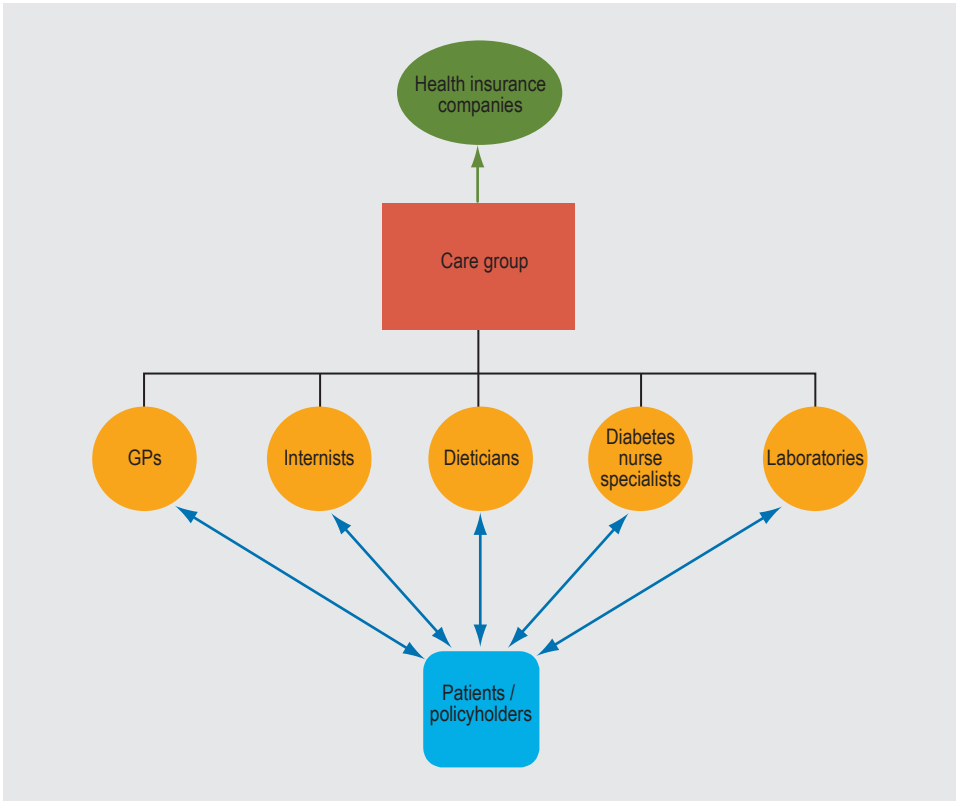 Health insurance
companies
Care group
GPs
Internists
Dieticians
Diabetes
nurse
specialists
Laboratories
Patients /
policyholders